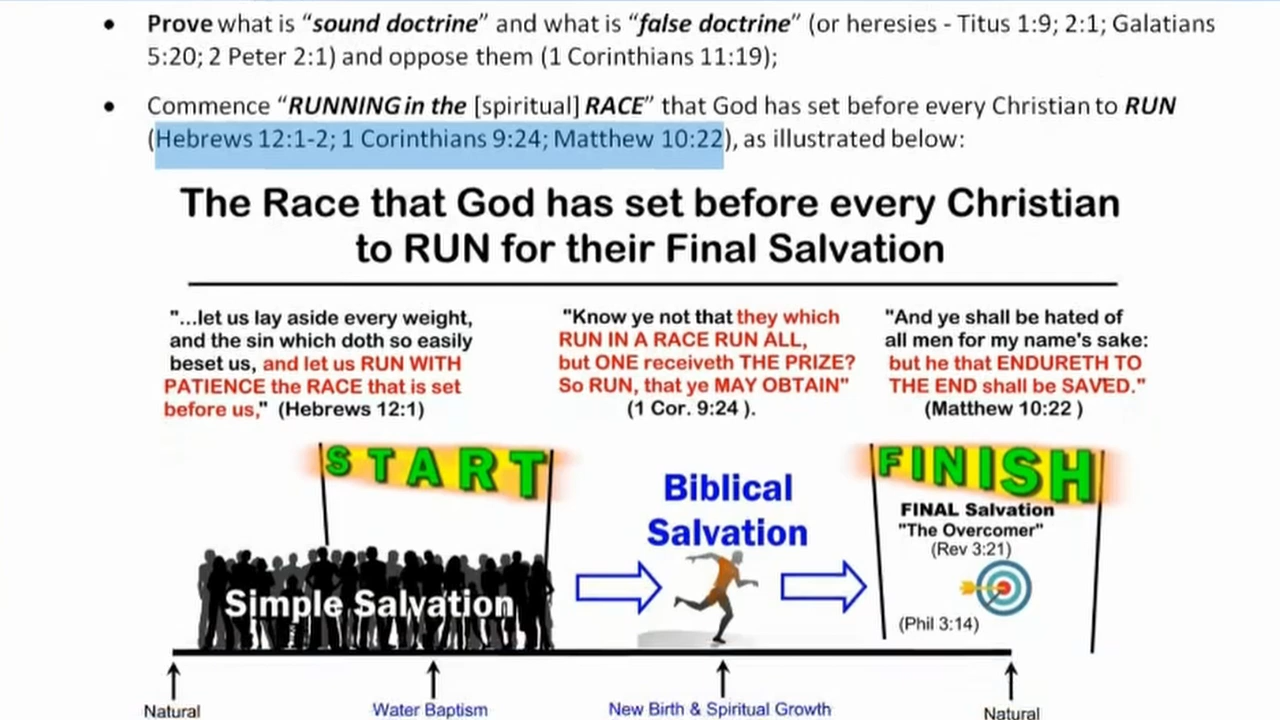 • Prove what is “sound doctrine” and what is “false doctrine” (or heresies - Titus 1:9; 2:1; Galatians
5:20; 2 Peter 2:1) and oppose them (1 Corinthians 11:19);
• Commence “RUNNING in the [spiritual] RACE” that God has set before every Christian to RUN
(Hebrews 12:1-2; 1 Corinthians 9:24; Matthew 10:22), as illustrated below:
The Race that God has set before every Christian
to RUN for their Final Salvation
"...let us lay aside every weight,
and the sin which doth so easily
beset us, and let us RUN WITH
PATIENCE the RACE that is set
before us," (Hebrews 12:1)
"Know ye not that they which
RUN IN A RACE RUN ALL,
but ONE receiveth THE PRIZE?
So RUN, that ye MAY OBTAIN"
(1 Cor. 9:24 ).
"And ye shall be hated of
all men for my name's sake:
but he that ENDURETH TO
THE END shall be SAVED."
(Matthew 10:22 )
START
Simple Salvation
Biblical
Salvation
FINISH
FINAL Salvation
"The Overcomer"
(Rev 3:21)
(Phil 3:14)
Natural
Water Baptism
New Birth & Spiritual Growth
Natural